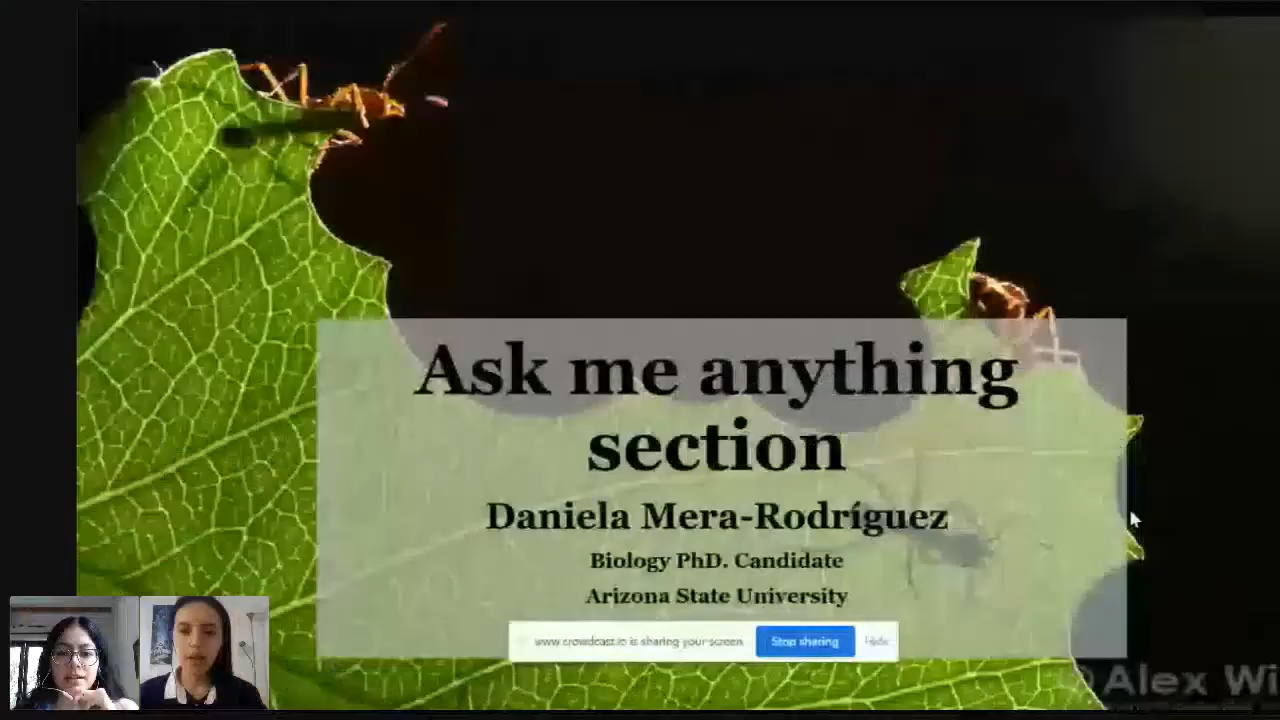 Ask me anything
section
Daniela Mera-Rodríguez
Biology PhD. Candidate
Arizona State University
www.crowdcast.io is sharing your screen. Stop sharing Hide
©Alex Wi